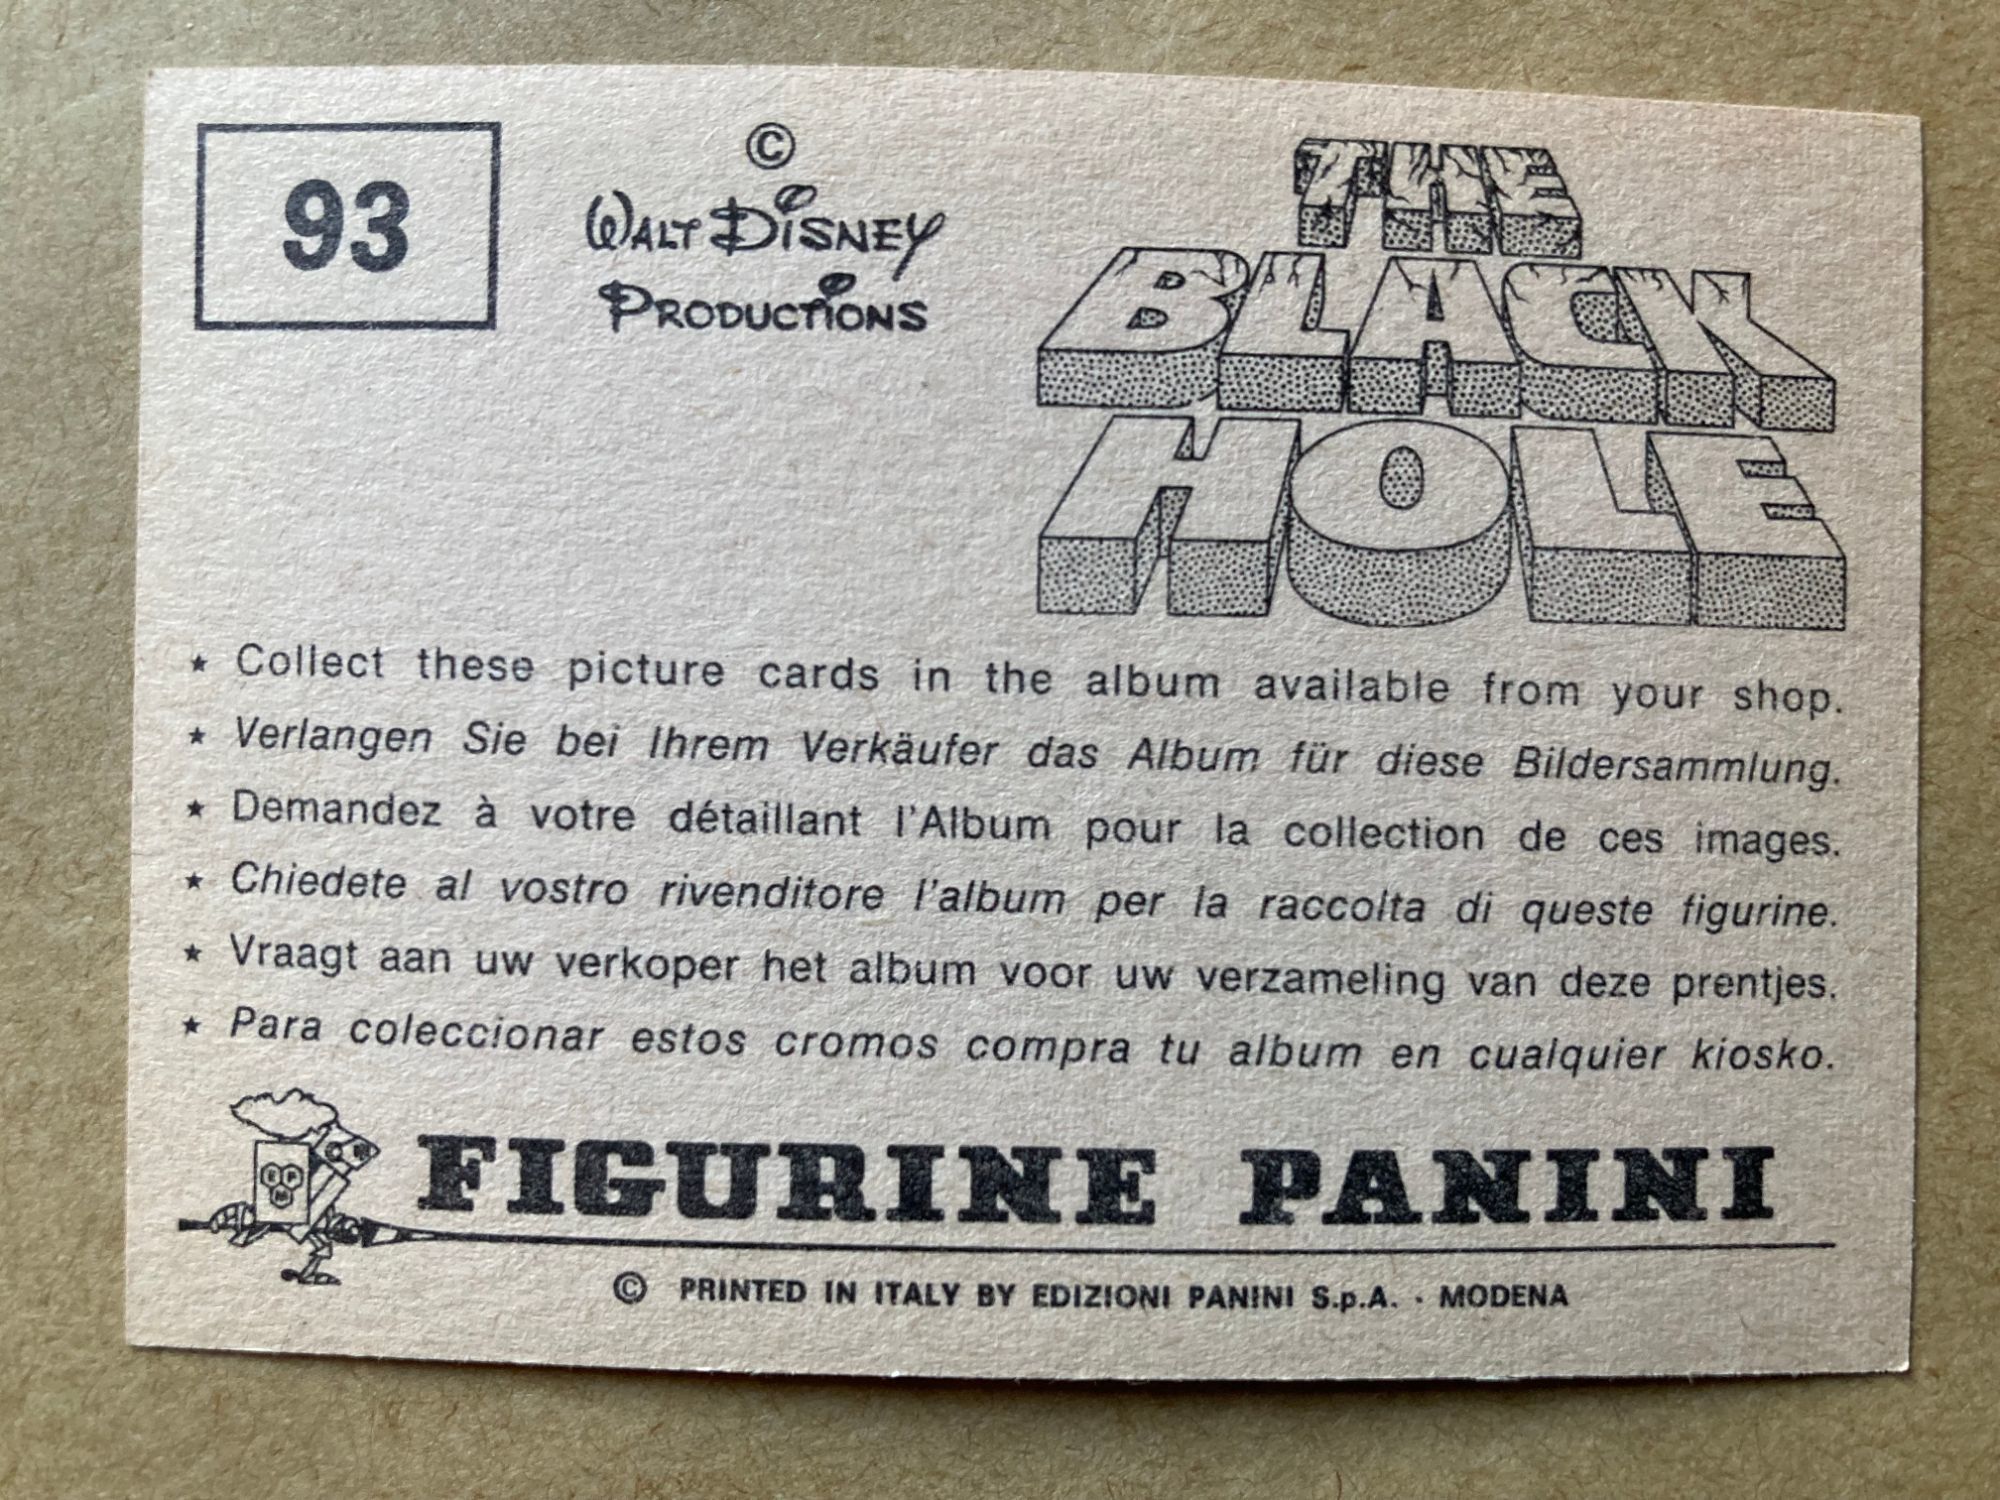 93
©
WALT DISNEY
PRODUCTIONS
THE
BLACK
HOLE
★ Collect these picture cards in the album available from your shop.
★ Verlangen Sie bei Ihrem Verkäufer das Album für diese Bildersammlung.
★ Demandez à votre détaillant l'Album pour la collection de ces images.
★ Chiedete al vostro rivenditore l'album per la raccolta di queste figurine.
★ Vraagt aan uw verkoper het album voor uw verzameling van deze prentjes.
★ Para coleccionar estos cromos compra tu album en cualquier kiosko.
EPM
FIGURINE PANINI
© PRINTED IN ITALY BY EDIZIONI PANINI S.p.A. · MODENA